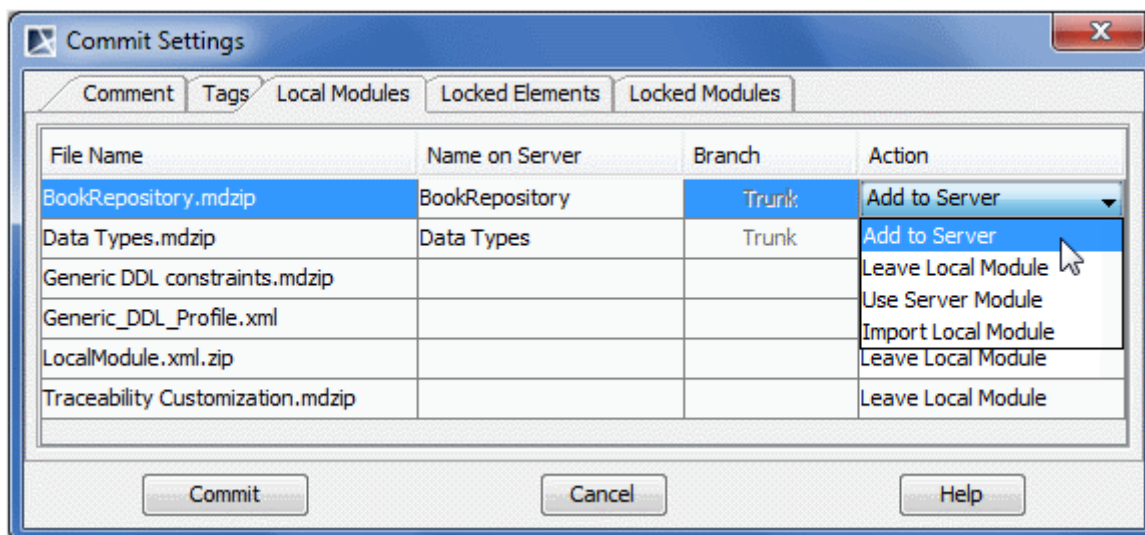 Commit Settings
Comment Tags Local Modules Locked Elements Locked Modules
File Name Name on Server Branch Action
BookRepository.mdzip BookRepository Trunk Add to Server
Data Types.mdzip Data Types Trunk Add to Server
Generic DDL constraints.mdzip Leave Local Module
Generic_DDL_Profile.xml Use Server Module
Import Local Module
LocalModule.xml.zip Leave Local Module
Traceability Customization.mdzip Leave Local Module
Commit Cancel Help